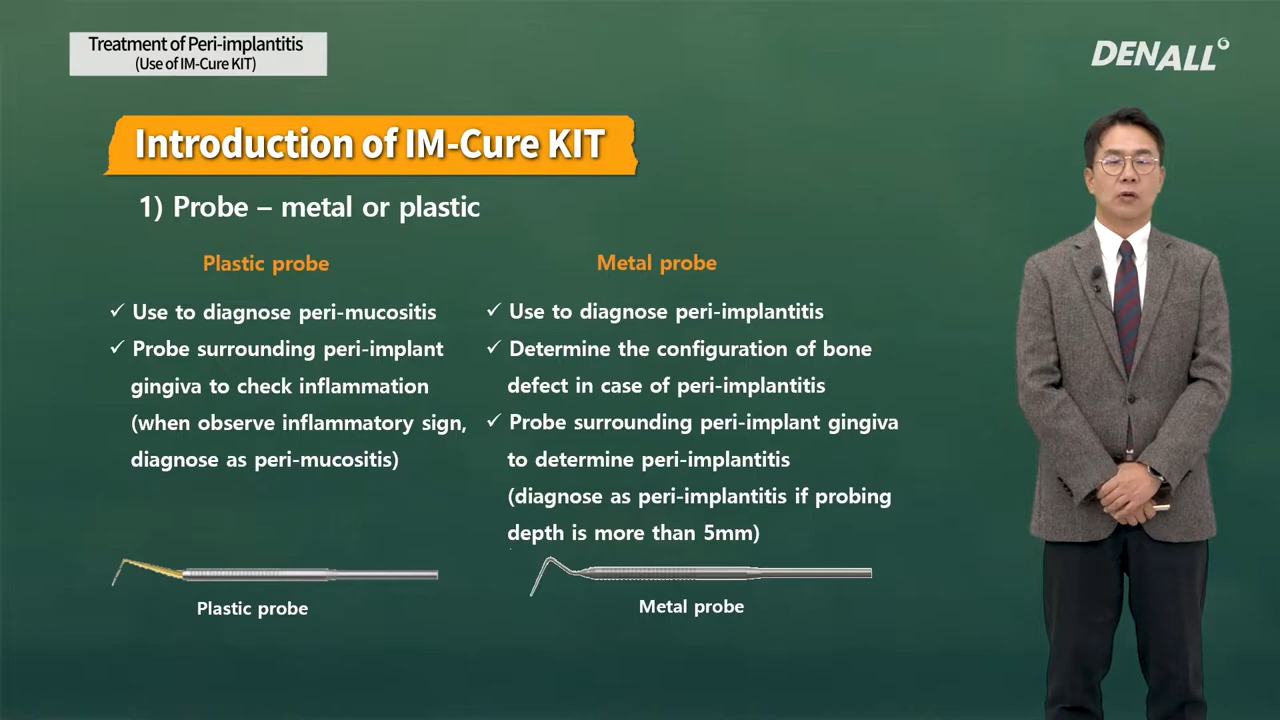 Treatment of Peri-implantitis
(Use of IM-Cure KIT)
DENALL
Introduction of IM-Cure KIT
1) Probe – metal or plastic
Plastic probe
✓ Use to diagnose peri-mucositis
✓ Probe surrounding peri-implant
gingiva to check inflammation
(when observe inflammatory sign,
diagnose as peri-mucositis)
Plastic probe
Metal probe
✓ Use to diagnose peri-implantitis
✓ Determine the configuration of bone
defect in case of peri-implantitis
✓ Probe surrounding peri-implant gingiva
to determine peri-implantitis
(diagnose as peri-implantitis if probing
depth is more than 5mm)
Metal probe